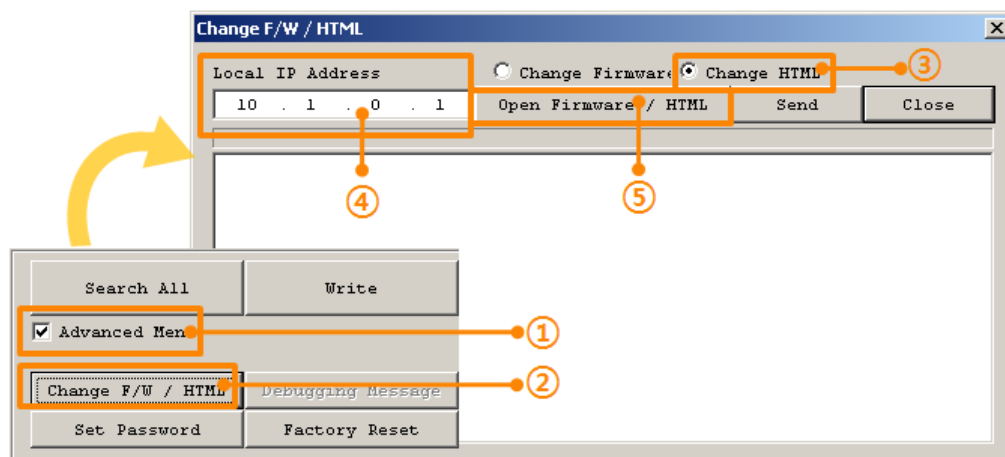 Change F/W / HTML
Local IP Address
Change Firmware
Change HTML
③
10 . 1 . 0 . 1
Open Firmware / HTML
Send
Close
④
⑤
Search All
Write
Advanced Men
①
Change F/W / HTML
Debugging Message
②
Set Password
Factory Reset